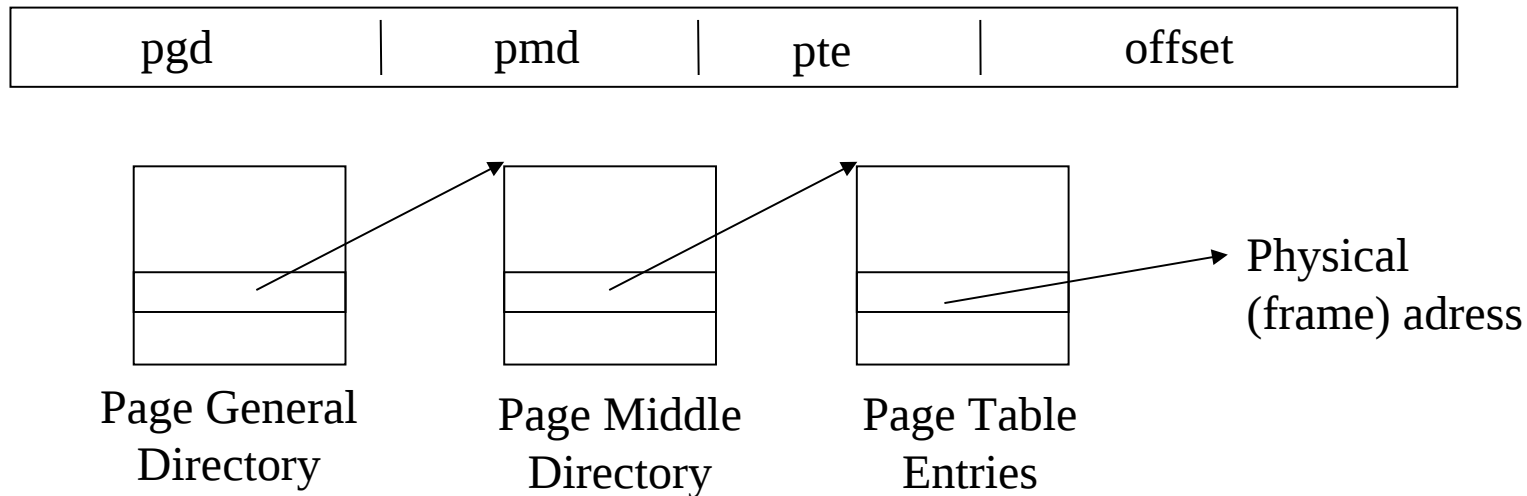 pgd pmd pte offset
Physical
(frame) adress
Page General
Directory
Page Middle
Directory
Page Table
Entries